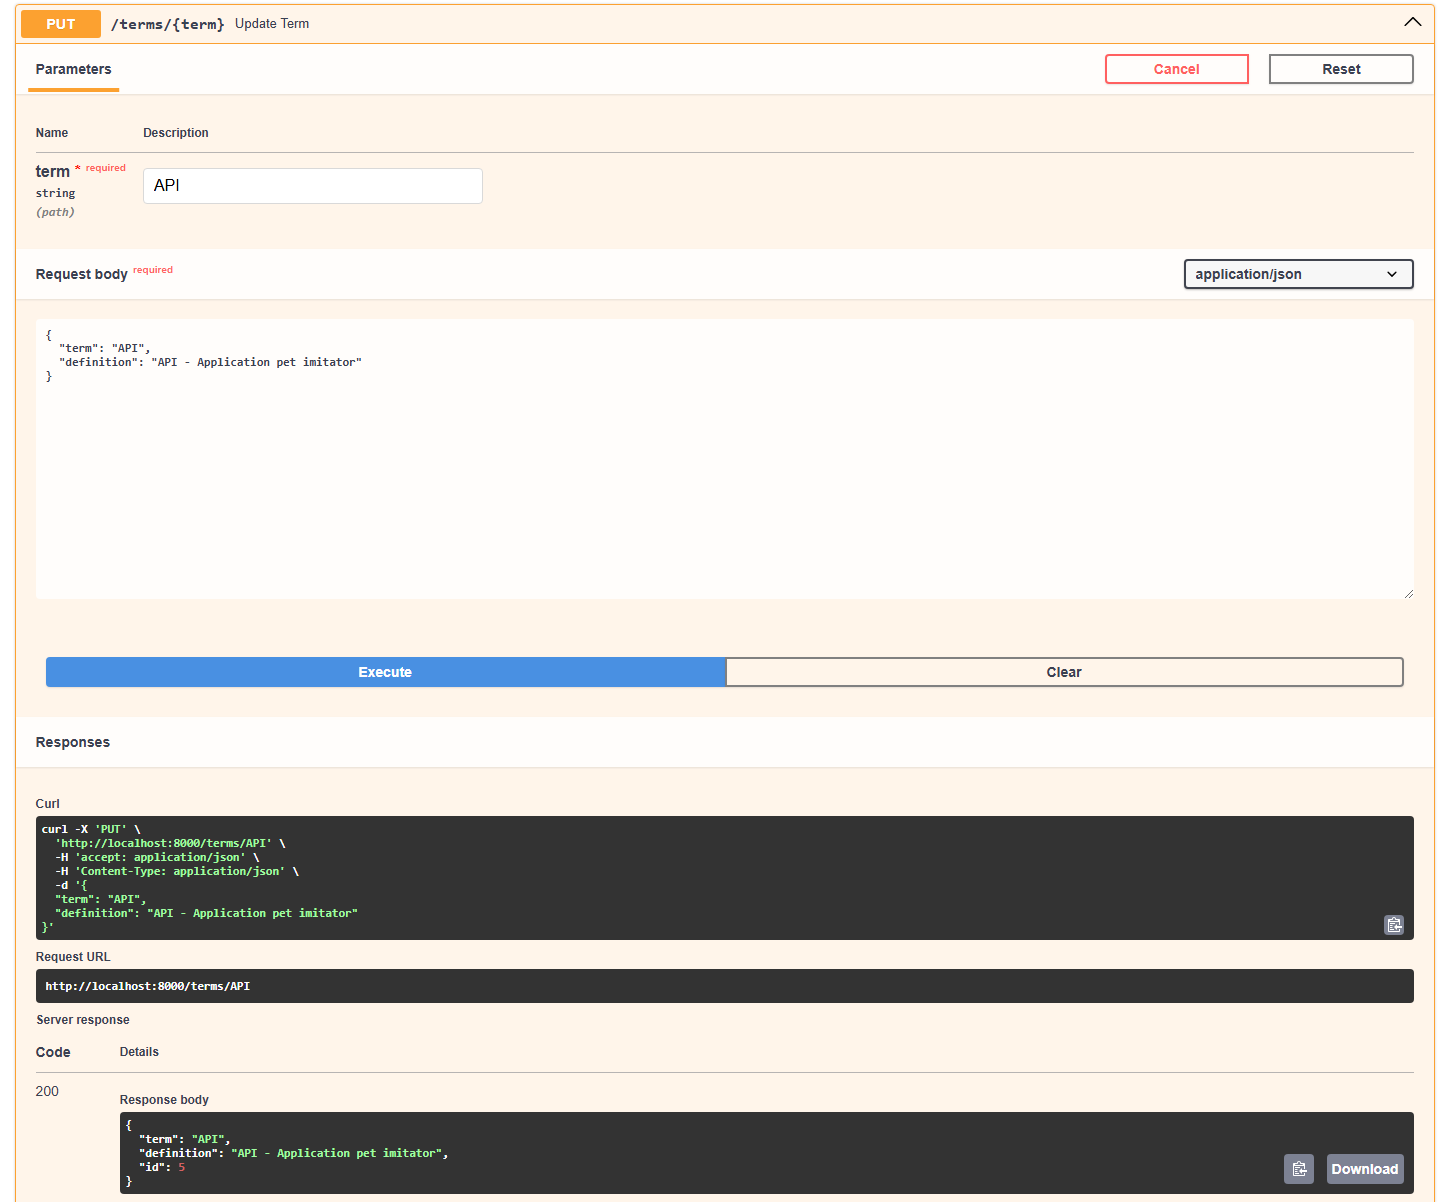 PUT /terms/{term} Update Term
Parameters Cancel Reset
Name Description
term * required API
string
(path)
Request body required application/json
{
  "term": "API",
  "definition": "API - Application pet imitator"
}
Execute Clear
Responses
Curl
curl -X 'PUT' \
  'http://localhost:8000/terms/API' \
  -H 'accept: application/json' \
  -H 'Content-Type: application/json' \
  -d '{
  "term": "API",
  "definition": "API - Application pet imitator"
}'
Request URL
http://localhost:8000/terms/API
Server response
Code Details
200
Response body
{
  "term": "API",
  "definition": "API - Application pet imitator",
  "id": 5
}
Download